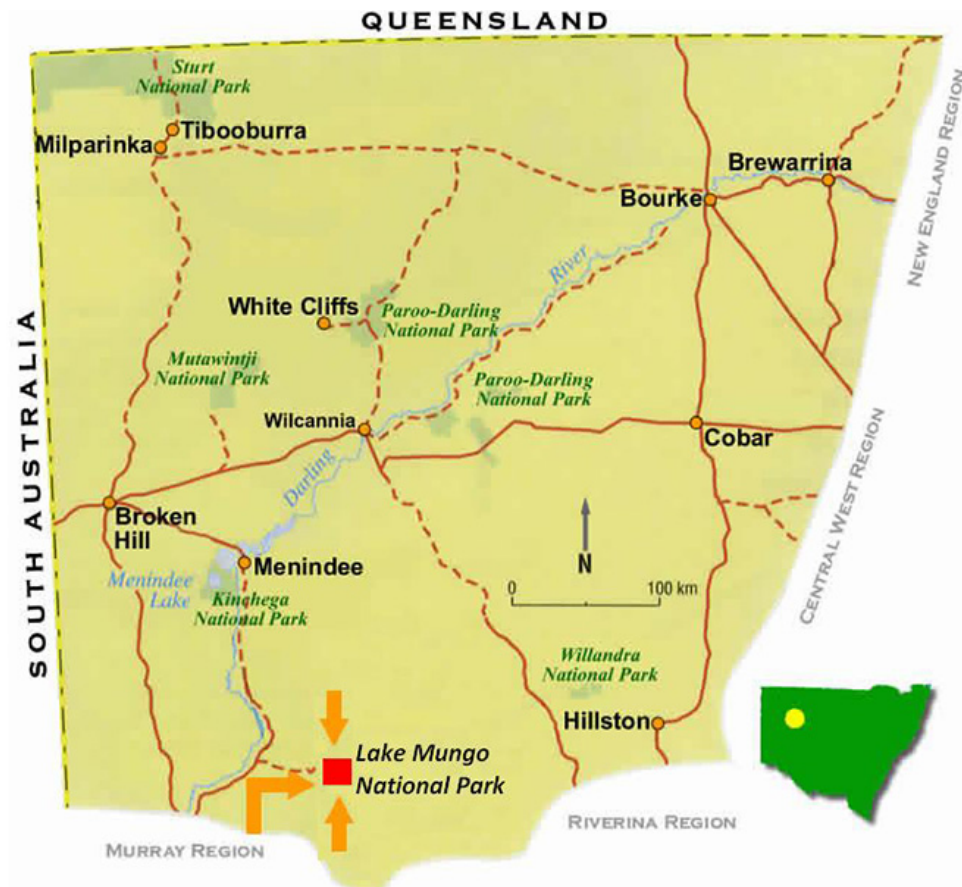 QUEENSLAND
Sturt
National Park
Tibooburra
Milparinka
Brewarrina
Bourke
NEW ENGLAND REGION
River
White Cliffs
Paroo-Darling
National Park
SOUTH AUSTRALIA
Mutawintji
National Park
Paroo-Darling
National Park
Wilcannia
Cobar
Darling
CENTRAL WEST REGION
Broken
Hill
N
Menindee
Menindee
Lake
0 100 km
Kinchega
National Park
Willandra
National Park
Hillston
Lake Mungo
National Park
RIVERINA REGION
MURRAY REGION